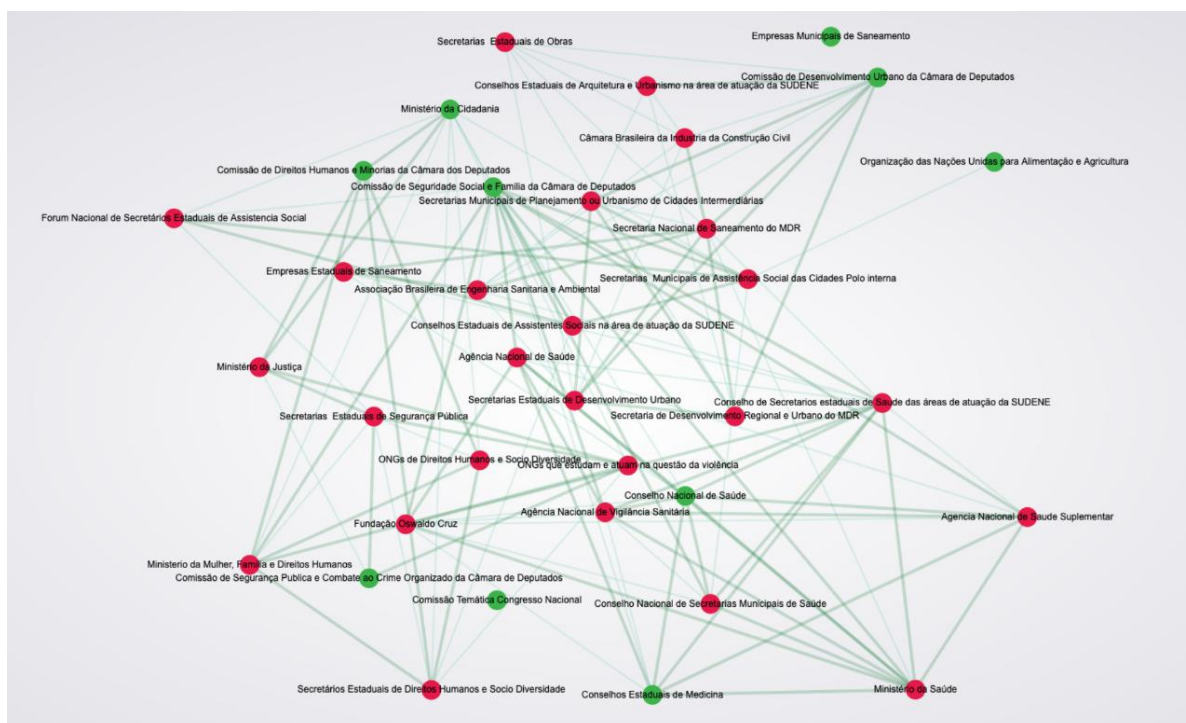 Empresas Municipais de Saneamento
Secretarias Estaduais de Obras
Comissão de Desenvolvimento Urbano da Câmara de Deputados
Conselhos Estaduais de Arquitetura e Urbanismo na área de atuação da SUDENE
Ministério da Cidadania
Câmara Brasileira da Industria da Construção Civil
Organização das Nações Unidas para Alimentação e Agricultura
Comissão de Direitos Humanos e Minorias da Câmara dos Deputados
Comissão de Seguridade Social e Familia da Câmara de Deputados
Secretarias Municipais de Planejamento ou Urbanismo de Cidades Intermerdiárias
Forum Nacional de Secretários Estaduais de Assistencia Social
Secretaria Nacional de Saneamento do MDR
Empresas Estaduais de Saneamento
Secretarias Municipais de Assistência Social das Cidades Polo interna
Associação Brasileira de Engenharia Sanitaria e Ambiental
Conselhos Estaduais de Assistentes Sociais na área de atuação da SUDENE
Agência Nacional de Saúde
Ministério da Justiça
Secretarias Estaduais de Desenvolvimento Urbano
Conselho de Secretarios estaduais de Saude das áreas de atuação da SUDENE
Secretarias Estaduais de Segurança Pública
Secretaria de Desenvolvimento Regional e Urbano do MDR
ONGs de Direitos Humanos e Socio Diversidade
ONGs que estudam e atuam na questão da violência
Conselho Nacional de Saúde
Agência Nacional de Vigilância Sanitária
Agencia Nacional de Saude Suplementar
Fundação Oswaldo Cruz
Ministerio da Mulher, Familia e Direitos Humanos
Comissão de Segurança Publica e Combate ao Crime Organizado da Câmara de Deputados
Comissão Temática Congresso Nacional
Conselho Nacional de Secretarias Municipais de Saúde
Secretários Estaduais de Direitos Humanos e Socio Diversidade
Conselhos Estaduais de Medicina
Ministério da Saúde